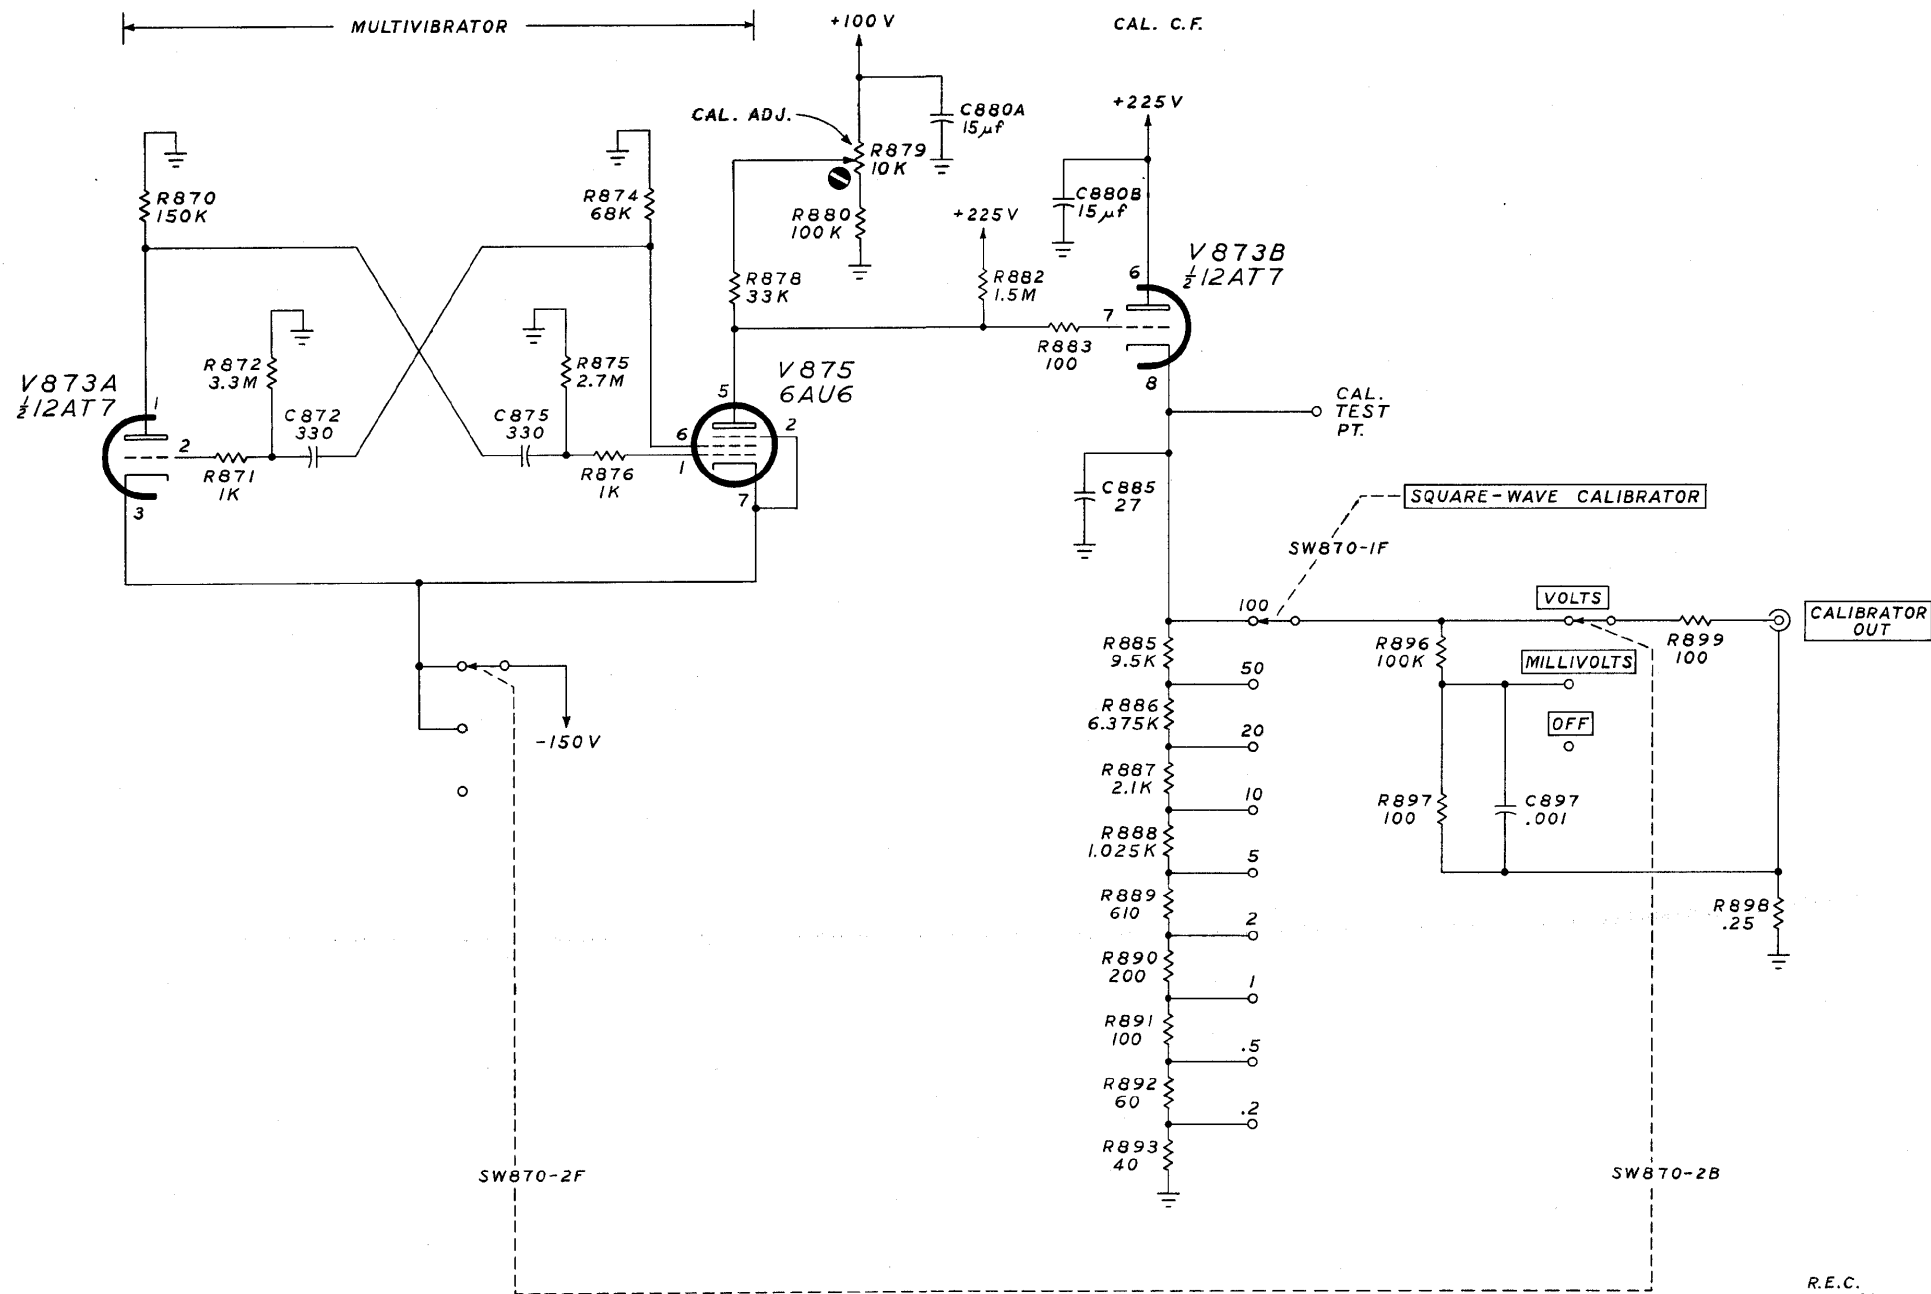 MULTIVIBRATOR
+100 V
CAL. C.F.
CAL. ADJ.
C880A
15 µf
+225 V
R879
10K
R870
150K
R874
68K
R880
100 K
+225 V
C880B
15 µf
V873B
½ 12AT7
6
7
8
R878
33K
R882
1.5M
R883
100
V873A
½ 12AT7
1
2
3
R872
3.3M
C872
330
R871
1K
R875
2.7M
C875
330
R876
1K
V875
6AU6
5
2
6
1
7
CAL.
TEST
PT.
C885
27
SQUARE-WAVE CALIBRATOR
SW870-1F
-150 V
100
50
20
10
5
2
1
.5
.2
R885
9.5K
R886
6.375K
R887
2.1K
R888
1.025K
R889
610
R890
200
R891
100
R892
60
R893
40
VOLTS
MILLIVOLTS
OFF
R896
100K
R899
100
CALIBRATOR
OUT
R897
100
C897
.001
R898
.25
SW870-2F
SW870-2B
R.E.C.